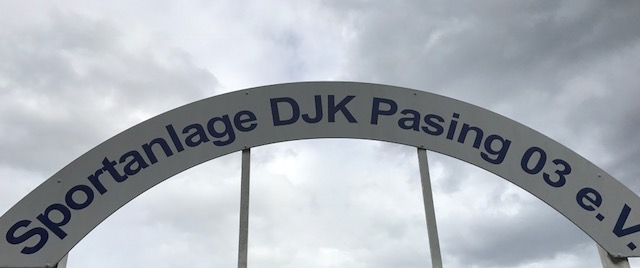 Sportanlage DJK Pasing 03 e.V.